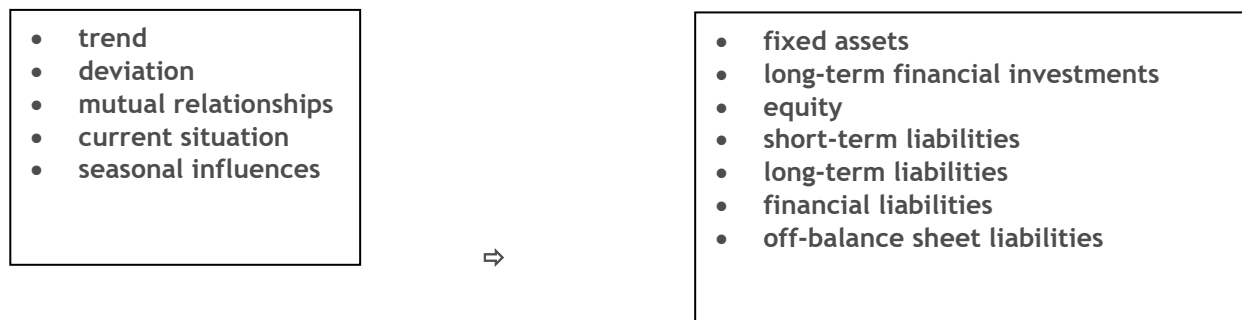 • trend
• deviation
• mutual relationships
• current situation
• seasonal influences
⇨
• fixed assets
• long-term financial investments
• equity
• short-term liabilities
• long-term liabilities
• financial liabilities
• off-balance sheet liabilities